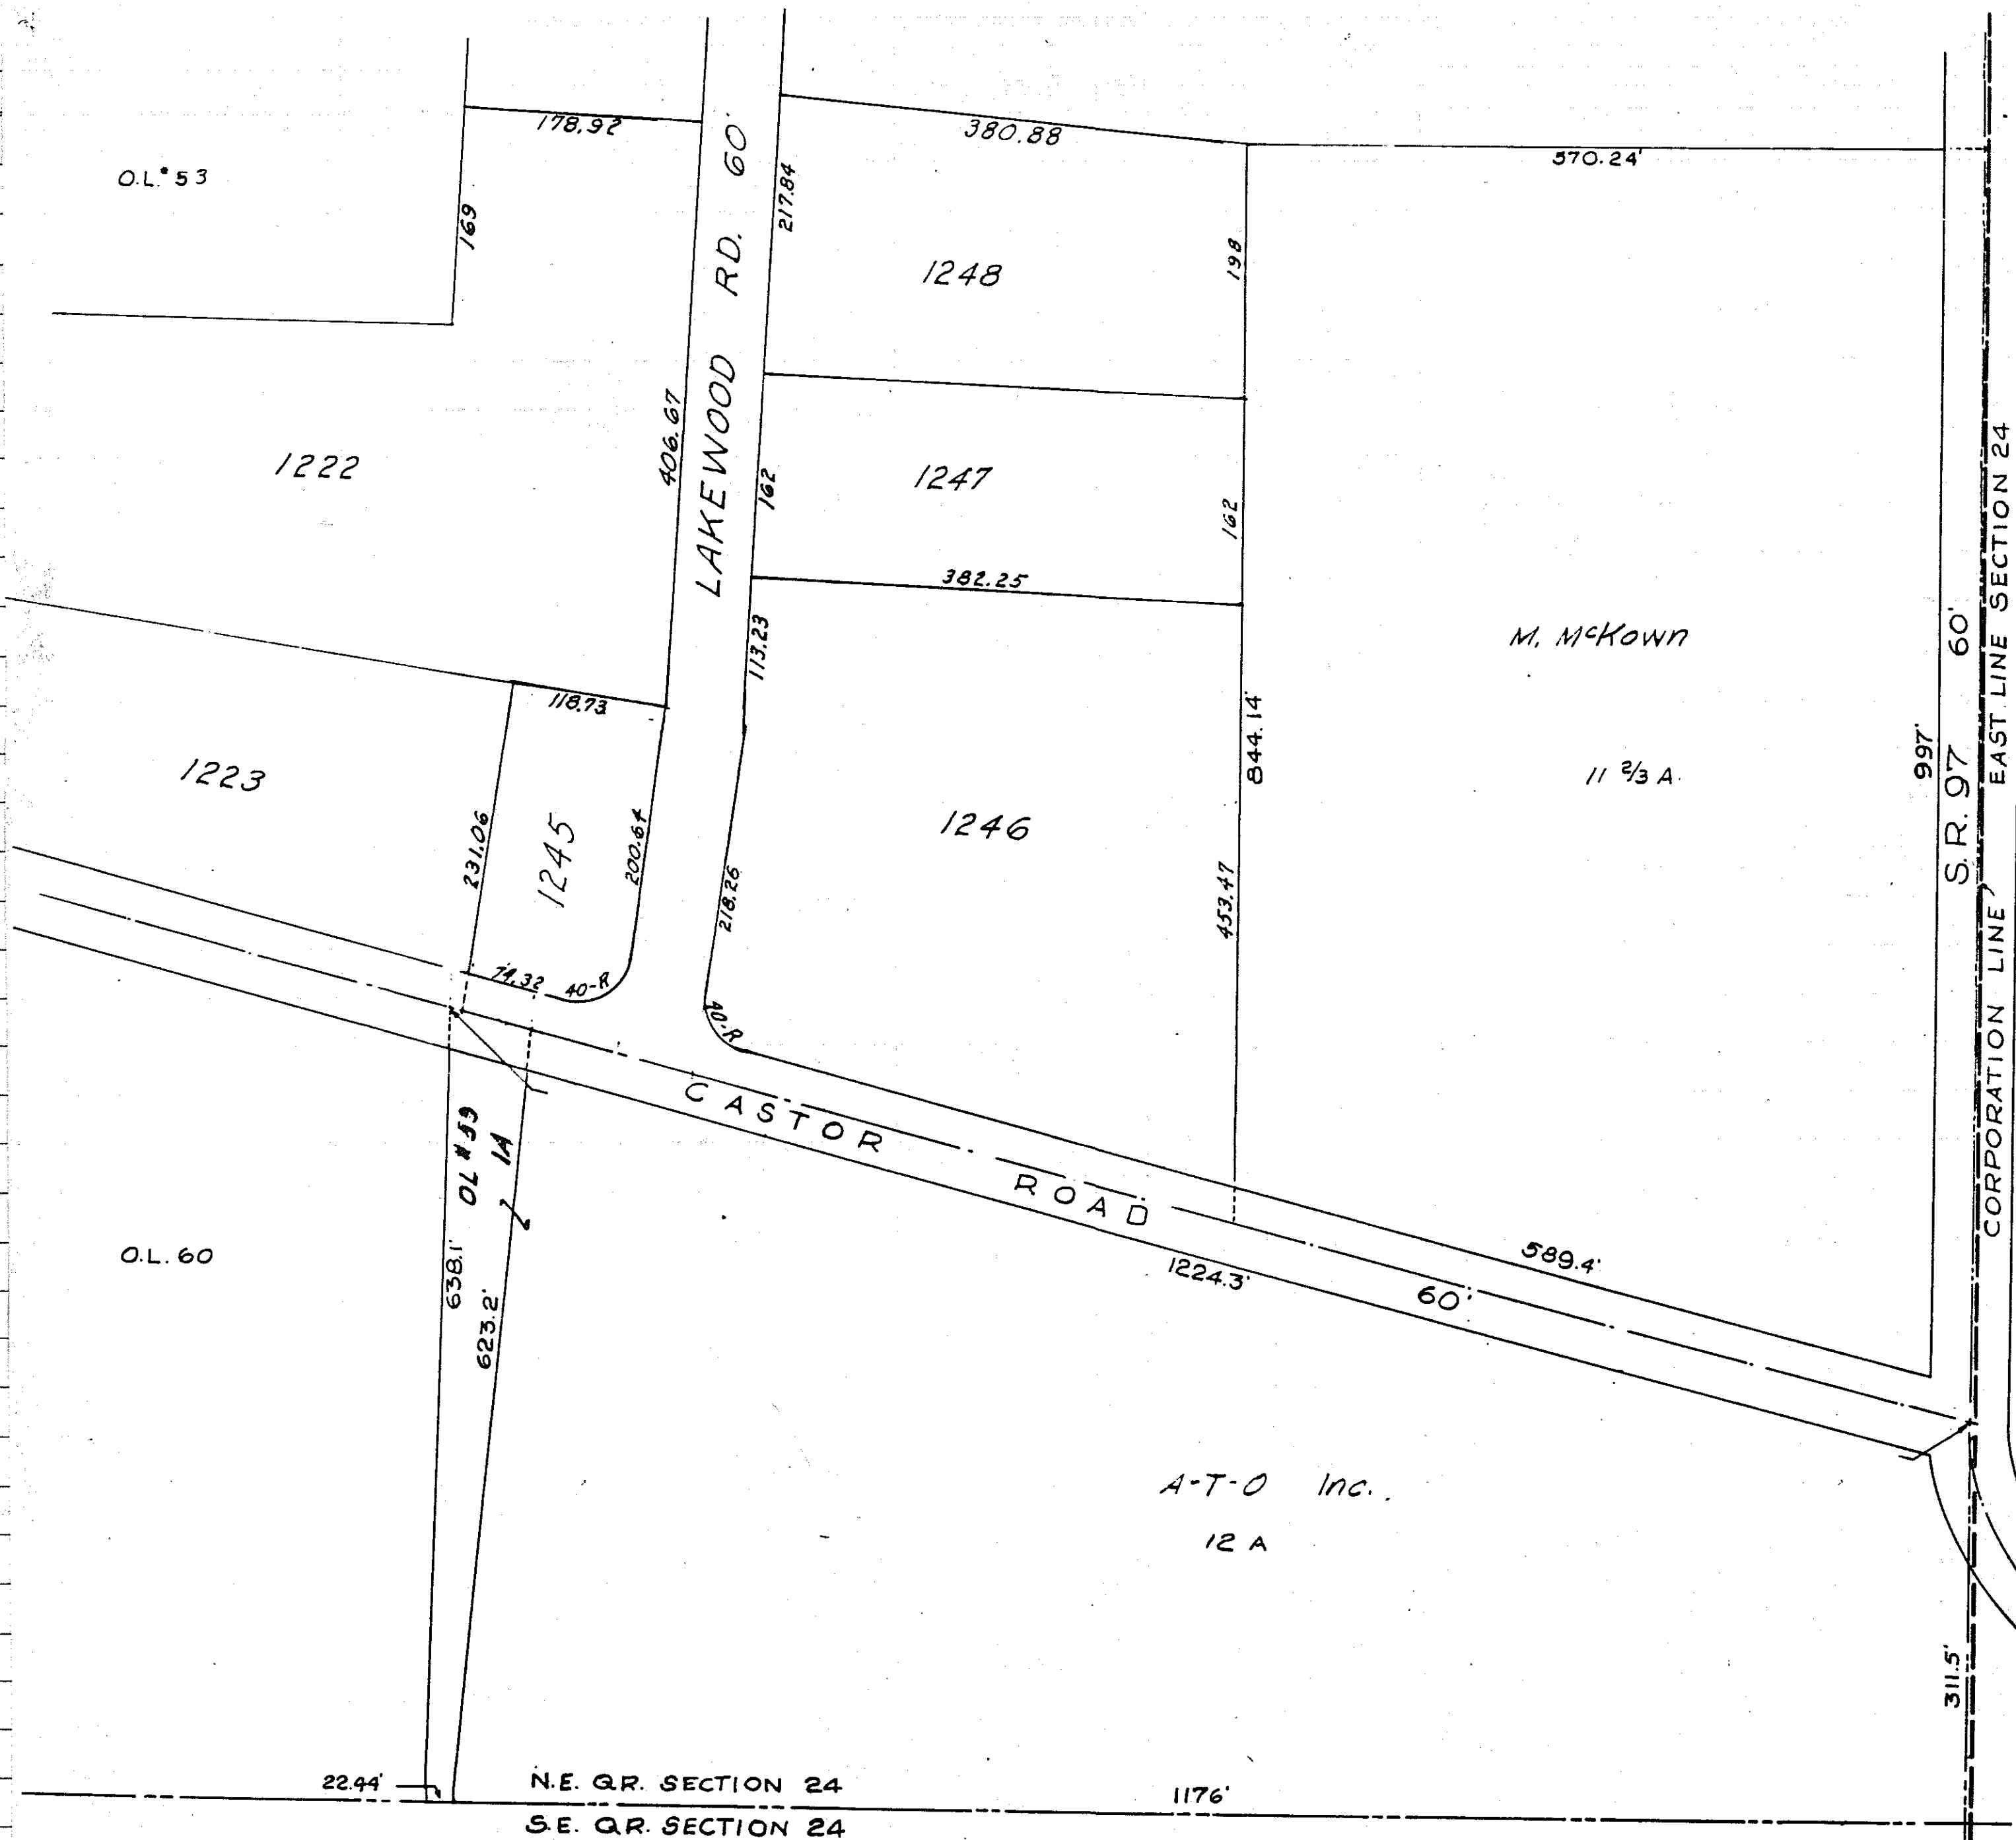 178.92
380.88
570.24'
O.L.#53
169
LAKEWOOD RD. 60'
217.84
1248
198
406.67
1222
162
1247
162
382.25
113.23
M. McKown
11 2/3 A.
118.73
1223
231.06
1245
200.64
218.26
1246
844.14'
453.47
997'
S.R. 97 60'
CORPORATION LINE, EAST LINE SECTION 24
74.32
40-R
40'-R
CASTOR ROAD
60'
1224.3'
589.4'
OL # 59
1A
638.1'
623.2'
O.L. 60
A-T-O Inc.
12 A
311.5'
22.44'
N.E. QR. SECTION 24
1176'
S.E. QR. SECTION 24